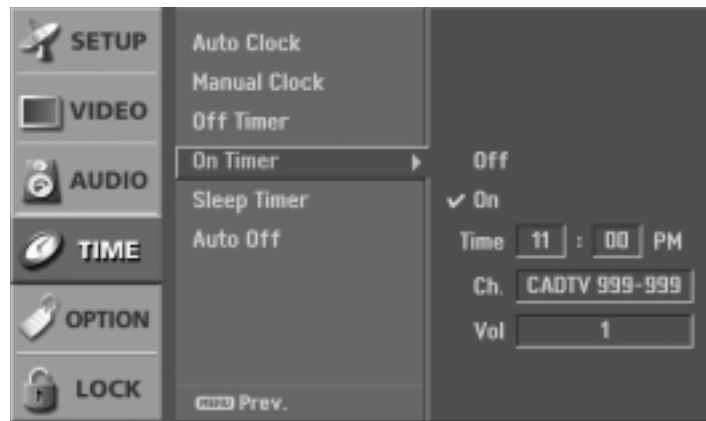 SETUP
VIDEO
AUDIO
TIME
OPTION
LOCK
Auto Clock
Manual Clock
Off Timer
On Timer
Sleep Timer
Auto Off
MENU Prev.
Off
On
Time 11 : 00 PM
Ch. CADTV 999-999
Vol 1